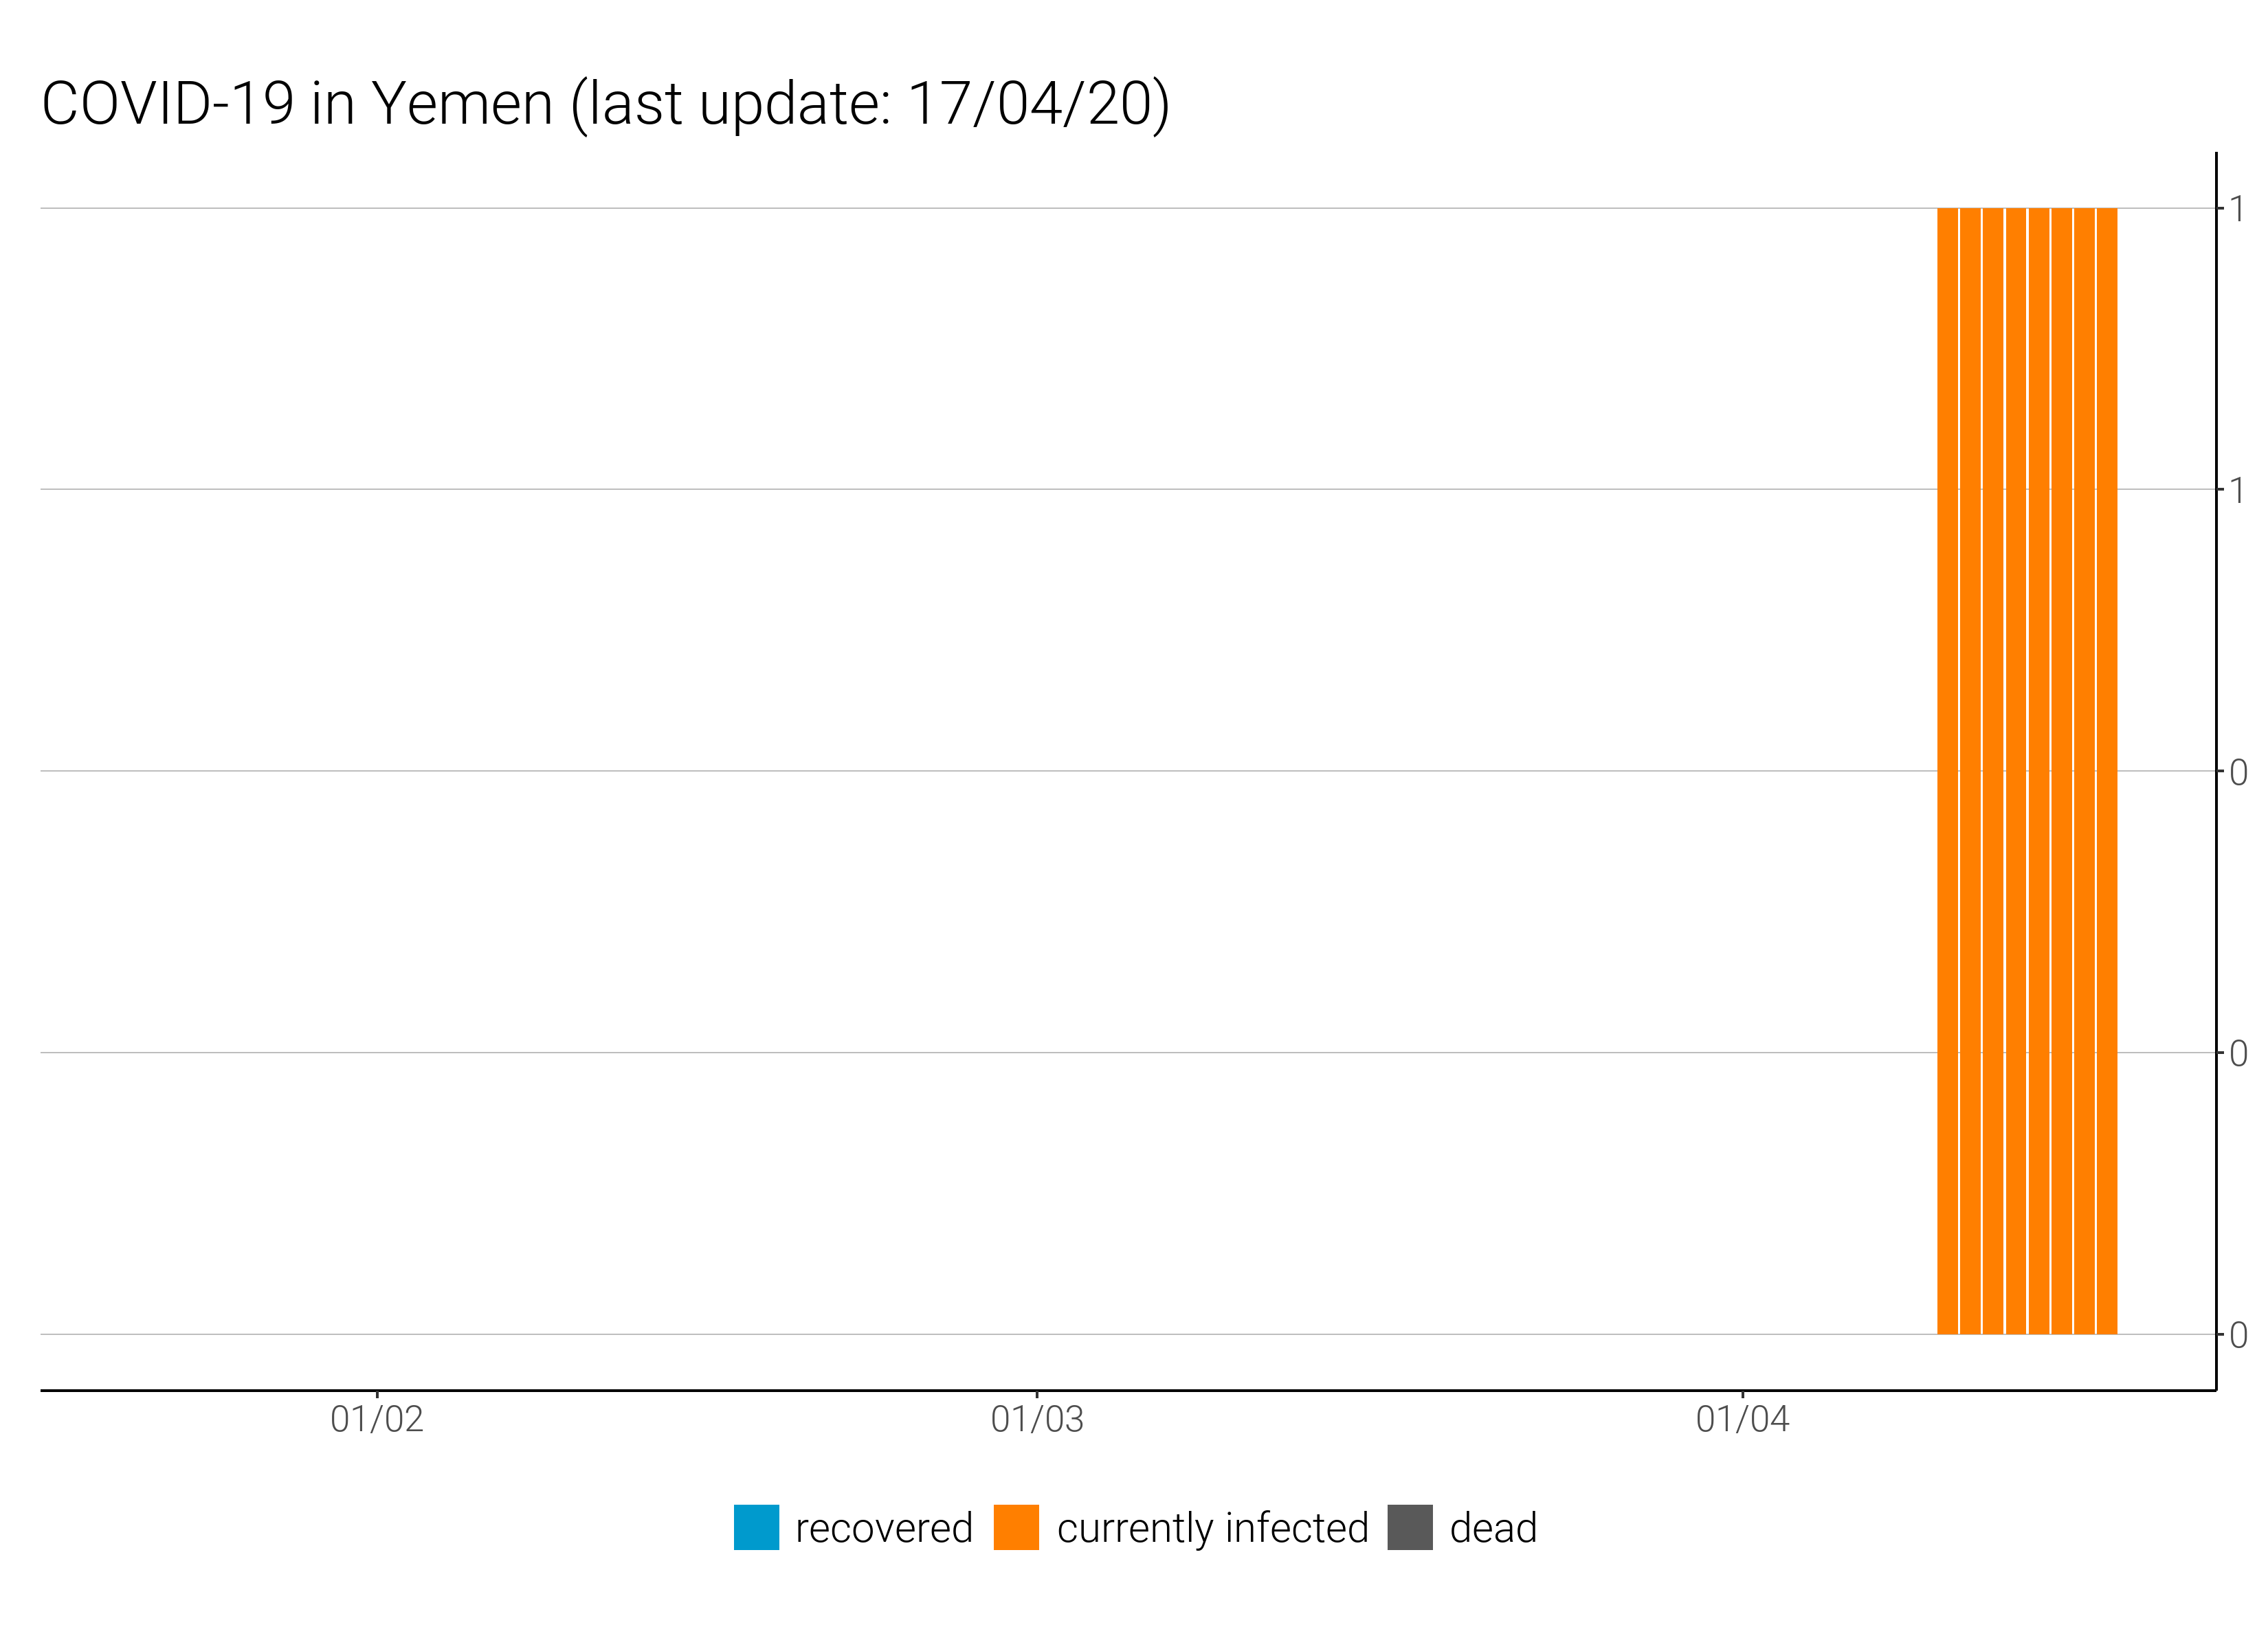 COVID-19 in Yemen (last update: 17/04/20)
1
1
0
0
0
01/02 01/03 01/04
recovered currently infected dead